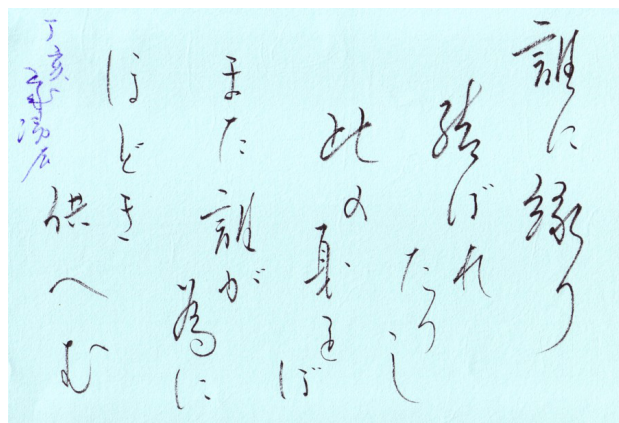 誰に縁り
結ばれ
たりし
此の身をば
また誰が為に
ほどき
供へむ
丁亥